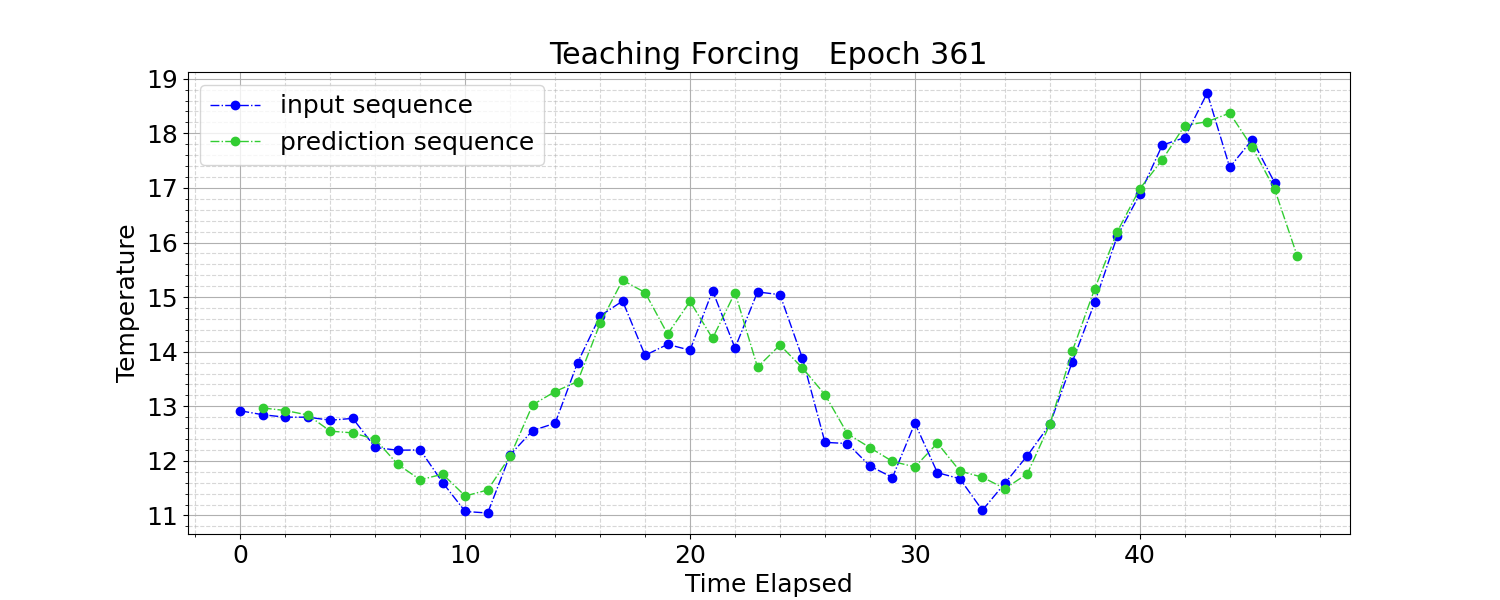 Teaching Forcing   Epoch 361
input sequence
prediction sequence
Temperature
19
18
17
16
15
14
13
12
11
0 10 20 30 40
Time Elapsed